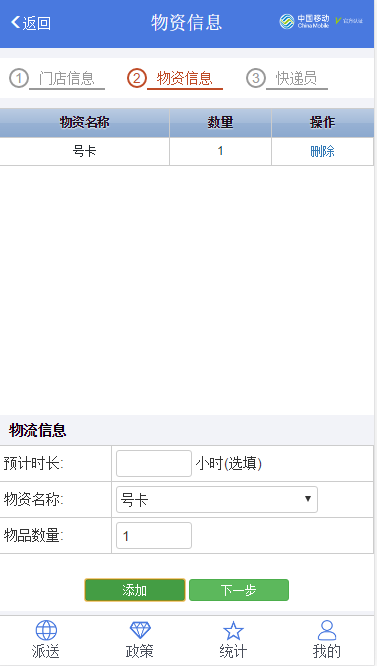 返回 物资信息 中国移动 China Mobile
1 门店信息 2 物资信息 3 快递员
物资名称 数量 操作
号卡 1 删除
物流信息
预计时长: 小时(选填)
物资名称: 号卡
物品数量: 1
添加 下一步
派送 政策 统计 我的